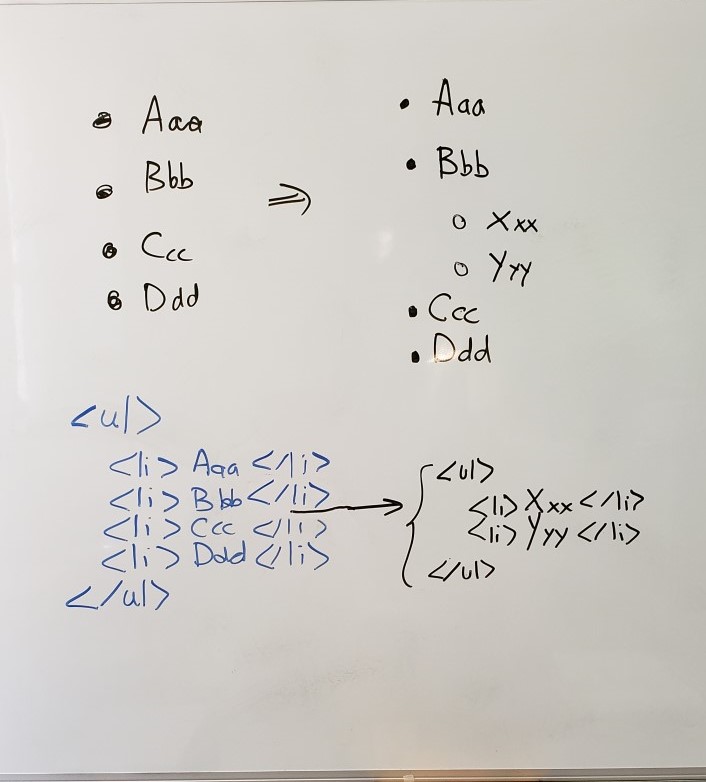 • Aaa
• Bbb
• Ccc
• Ddd
⇒
• Aaa
• Bbb
○ Xxx
○ Yyy
• Ccc
• Ddd
<ul>
<li> Aaa </li>
<li> Bbb </li>
<li> Ccc </li>
<li> Ddd </li>
</ul>
<ul>
<li> Xxx </li>
<li> Yyy </li>
</ul>